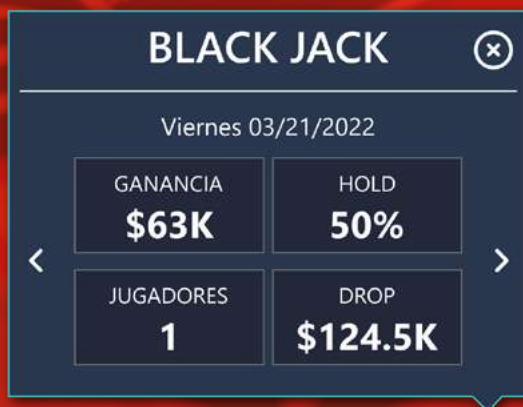 BLACK JACK
Viernes 03/21/2022
GANANCIA
$63K
HOLD
50%
JUGADORES
1
DROP
$124.5K